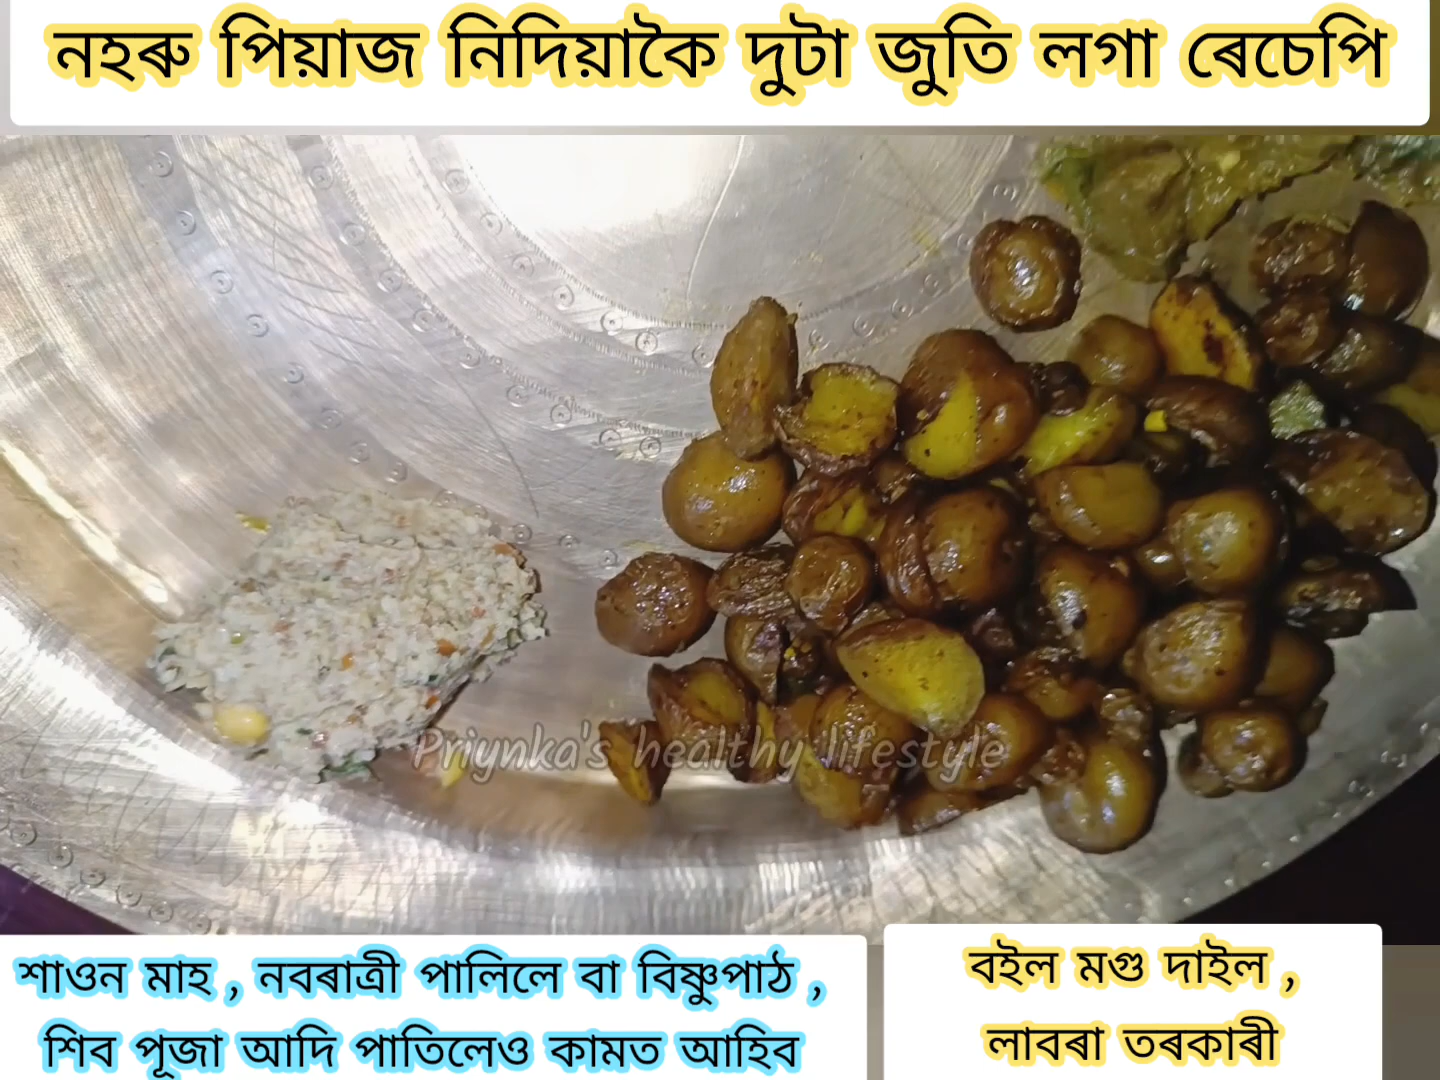 নহৰু পিয়াজ নিদিয়াকৈ দুটা জুতি লগা ৰেচেপি
Priynka's healthy lifestyle
শাওন মাহ , নবৰাত্ৰী পালিলে বা বিষ্ণুপাঠ ,
শিব পূজা আদি পাতিলেও কামত আহিব
বইল মগু দাইল ,
লাবৰা তৰকাৰী